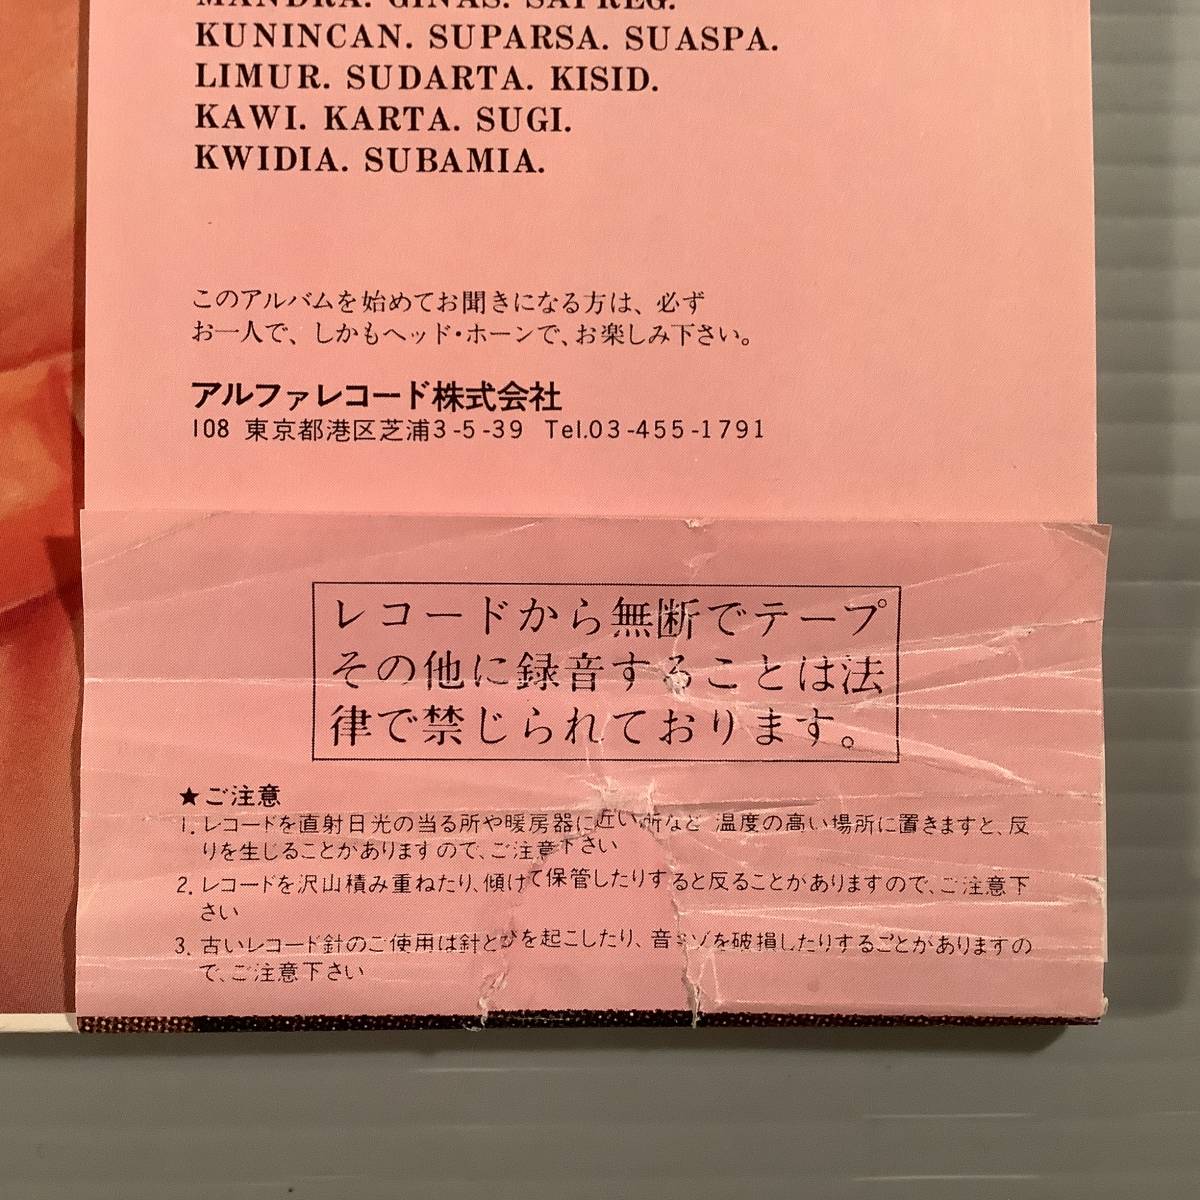 MANDRA. GINAS. SAPREG.
KUNINCAN. SUPARSA. SUASPA.
LIMUR. SUDARTA. KISID.
KAWI. KARTA. SUGI.
KWIDIA. SUBAMIA.
このアルバムを始めてお聞きになる方は、必ず
お一人で、しかもヘッド・ホーンで、お楽しみ下さい。
アルファレコード株式会社
108 東京都港区芝浦3-5-39 Tel.03-455-1791
レコードから無断でテープ
その他に録音することは法
律で禁じられております。
★ご注意
1. レコードを直射日光の当る所や暖房器に近い所など 温度の高い場所に置きますと、反
りを生じることがありますので、ご注意下さい
2. レコードを沢山積み重ねたり、傾けて保管したりすると反ることがありますので、ご注意下
さい
3. 古いレコード針のご使用は針とびを起こしたり、音ミゾを破損したりすることがありますの
で、ご注意下さい